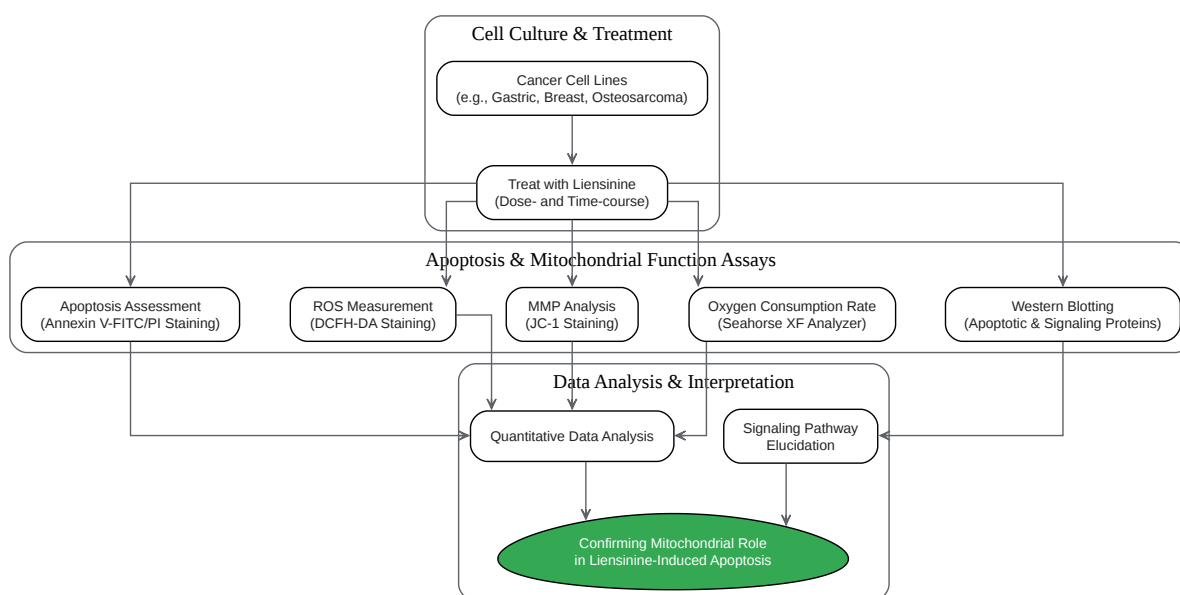 Cell Culture & Treatment
Cancer Cell Lines
(e.g., Gastric, Breast, Osteosarcoma)
Treat with Liensinine
(Dose- and Time-course)
Apoptosis & Mitochondrial Function Assays
Apoptosis Assessment
(Annexin V-FITC/PI Staining)
ROS Measurement
(DCFH-DA Staining)
MMP Analysis
(JC-1 Staining)
Oxygen Consumption Rate
(Seahorse XF Analyzer)
Western Blotting
(Apoptotic & Signaling Proteins)
Data Analysis & Interpretation
Quantitative Data Analysis
Signaling Pathway
Elucidation
Confirming Mitochondrial Role
in Liensinine-Induced Apoptosis